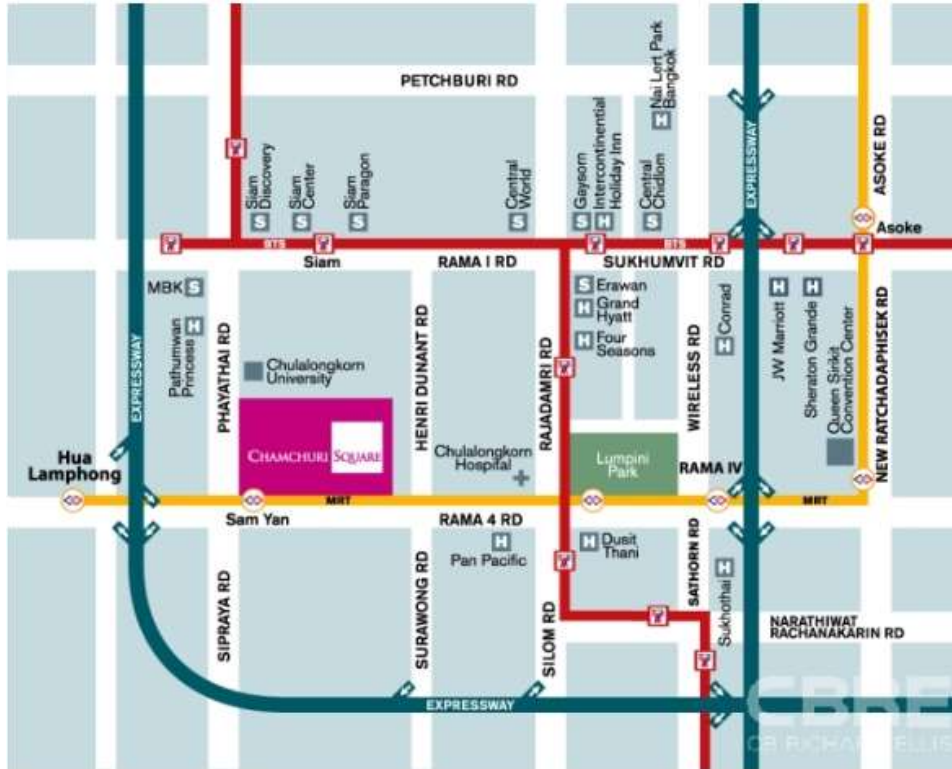 PETCHBURI RD
Nai Lert Park
Bangkok
EXPRESSWAY
ASOKE RD
Siam
Discovery
Siam
Center
Siam
Paragon
Central
World
Gaysorn
Intercontinental
Holiday Inn
Central
Chidlom
H
S
S
S
S
S
H
S
Asoke
BTS
BTS
Siam
RAMA I RD
SUKHUMVIT RD
MBK S
S Erawan
H Grand
Hyatt
H Four
Seasons
H Conrad
H JW Marriott
H Sheraton Grande
Queen Sirikit
Convention Center
NEW RATCHADAPHISEK RD
EXPRESSWAY
Pathumwan
Princess H
PHAYATHAI RD
Chulalongkorn
University
HENRI DUNANT RD
RAJADAMRI RD
WIRELESS RD
CHAMCHURI SQUARE
Chulalongkorn
Hospital
Lumpini
Park
RAMA IV
Hua
Lamphong
MRT
MRT
Sam Yan
RAMA 4 RD
H
Pan Pacific
H Dusit
Thani
SATHORN RD
H
Sukhothai
SIPRAYA RD
SURAWONG RD
SILOM RD
NARATHIWAT
RACHANAKARIN RD
EXPRESSWAY
CBRE
CB RICHARD ELLIS